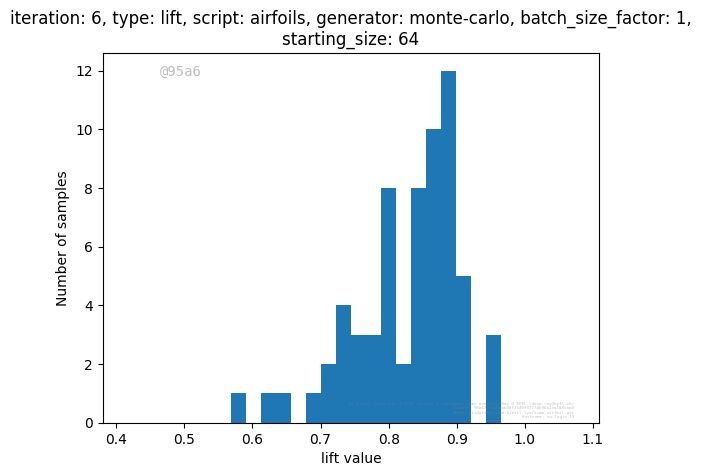 iteration: 6, type: lift, script: airfoils, generator: monte-carlo, batch_size_factor: 1,
starting_size: 64
@95a6
Number of samples
12
10
8
6
4
2
0
0.4 0.5 0.6 0.7 0.8 0.9 1.0 1.1
lift value